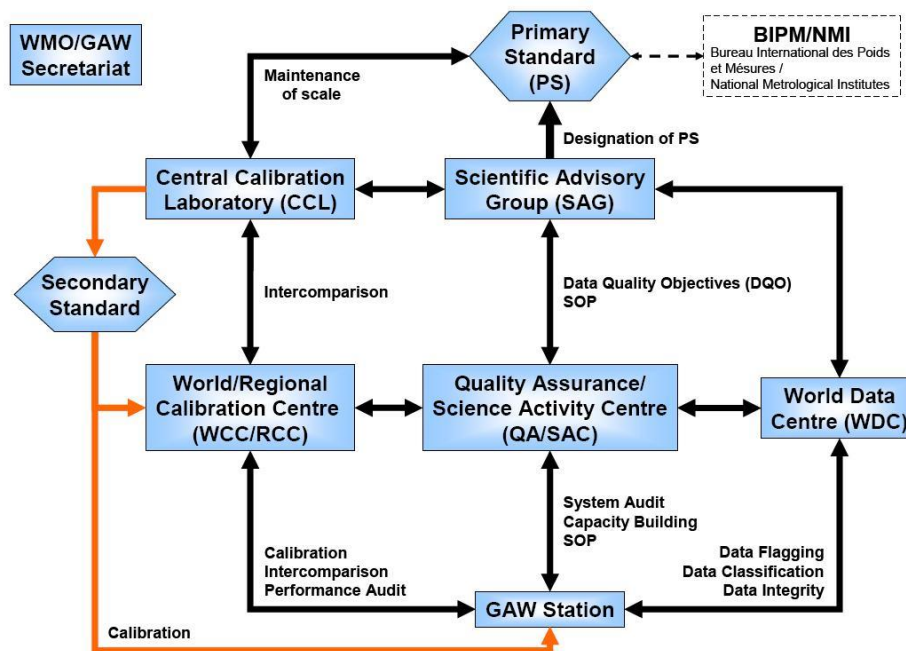 WMO/GAW
Secretariat
Primary
Standard
(PS)
BIPM/NMI
Bureau International des Poids
et Mésures /
National Metrological Institutes
Maintenance
of scale
Designation of PS
Central Calibration
Laboratory (CCL)
Scientific Advisory
Group (SAG)
Secondary
Standard
Intercomparison
Data Quality Objectives (DQO)
SOP
World/Regional
Calibration Centre
(WCC/RCC)
Quality Assurance/
Science Activity Centre
(QA/SAC)
World Data
Centre (WDC)
System Audit
Capacity Building
SOP
Calibration
Intercomparison
Performance Audit
Data Flagging
Data Classification
Data Integrity
GAW Station
Calibration